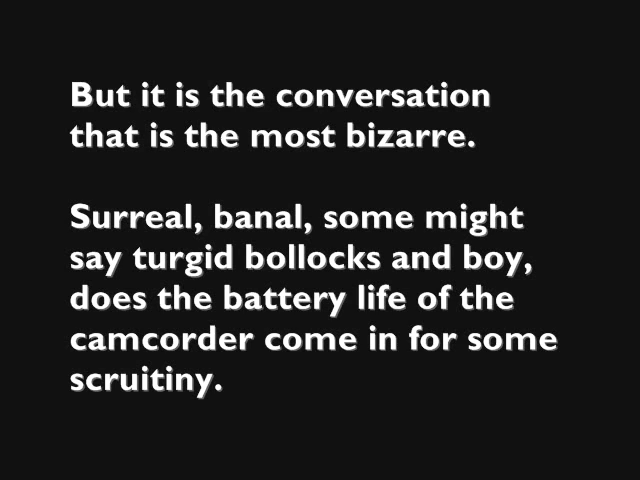 But it is the conversation
that is the most bizarre.
Surreal, banal, some might
say turgid bollocks and boy,
does the battery life of the
camcorder come in for some
scruitiny.